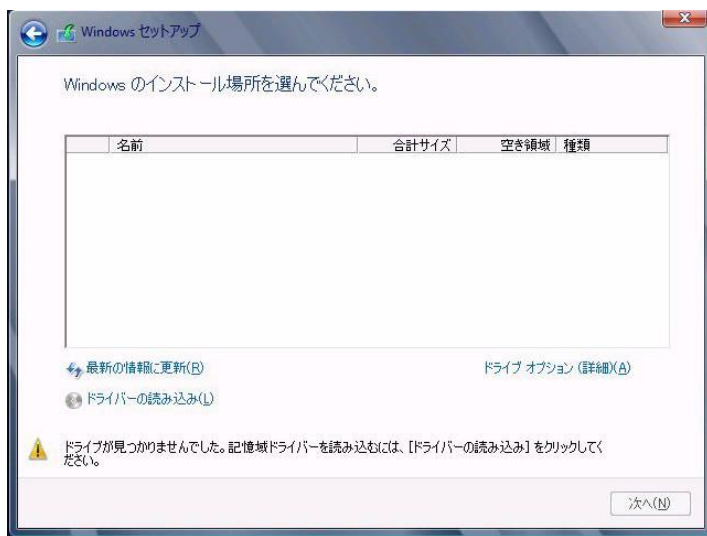 Windows セットアップ
Windows のインストール場所を選んでください。
名前 合計サイズ 空き領域 種類
最新の情報に更新(R) ドライブ オプション (詳細)(A)
ドライバーの読み込み(L)
ドライブが見つかりませんでした。記憶域ドライバーを読み込むには、[ドライバーの読み込み] をクリックしてく
ださい。
次へ(N)